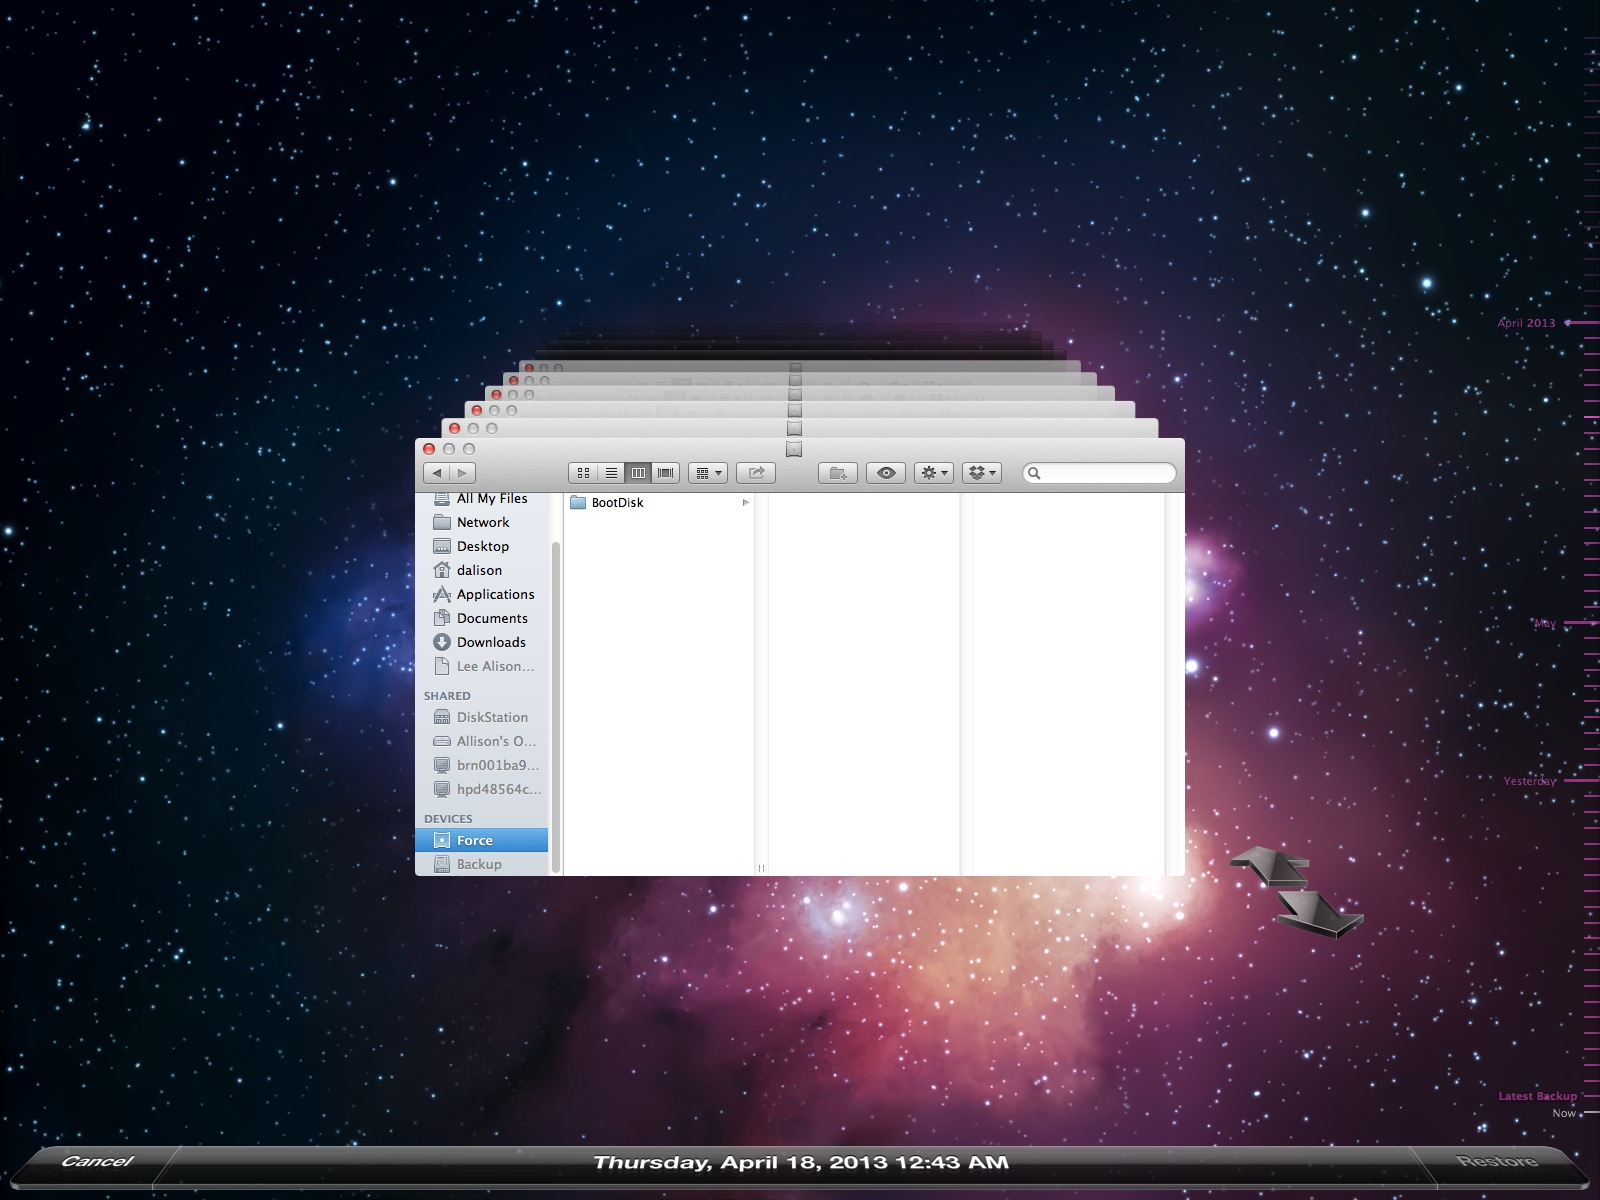 April 2013
All My Files
BootDisk
Network
Desktop
dalison
Applications
Documents
May
Downloads
Lee Alison...
SHARED
DiskStation
Allison's O...
brn001ba9...
Yesterday
hpd48564c...
DEVICES
Force
Backup
Latest Backup
Now
Cancel
Thursday, April 18, 2013 12:43 AM
Restore